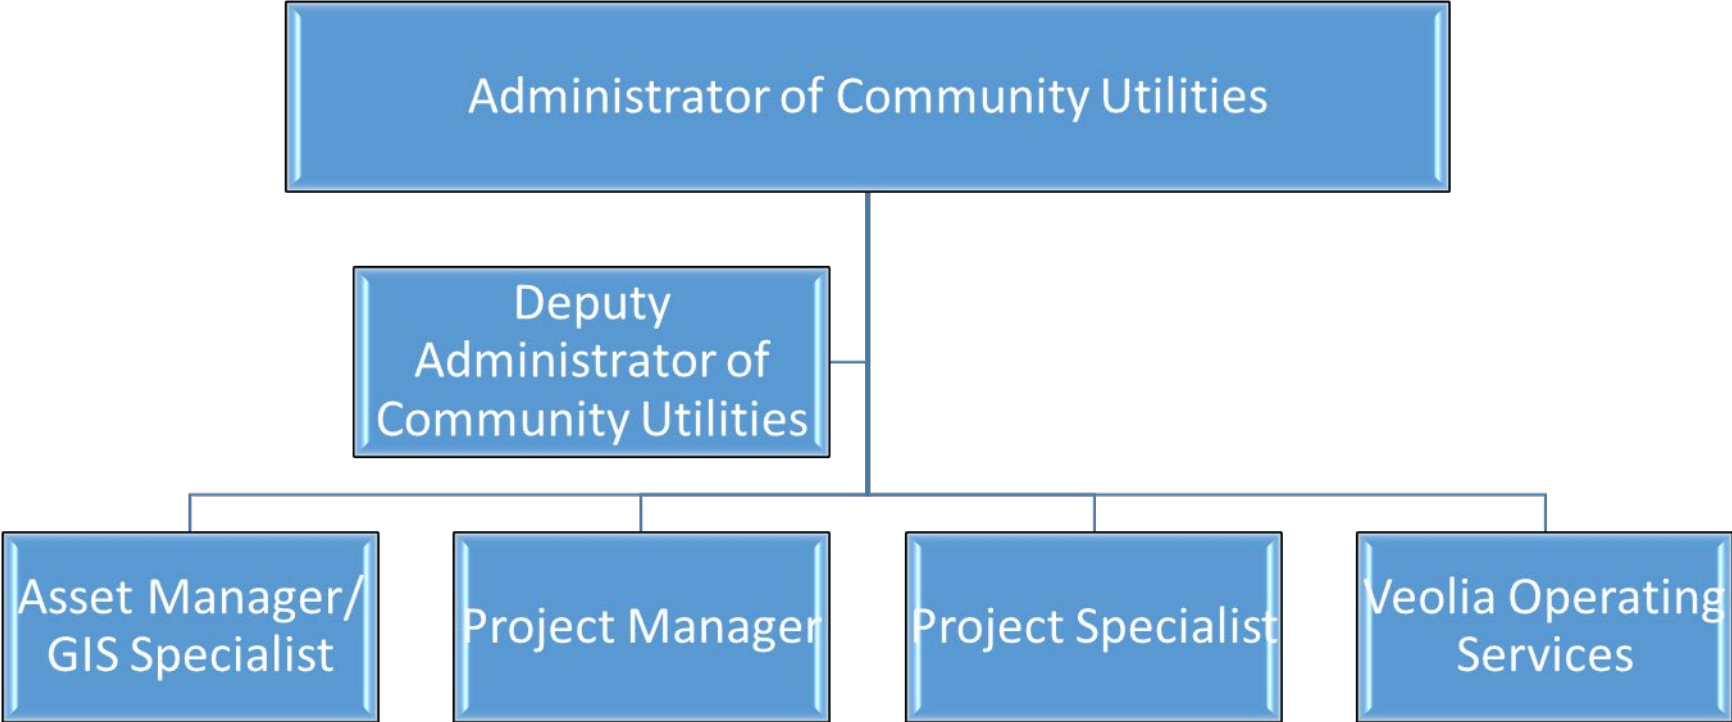 Administrator of Community Utilities
Deputy
Administrator of
Community Utilities
Asset Manager/
GIS Specialist
Project Manager
Project Specialist
Veolia Operating
Services